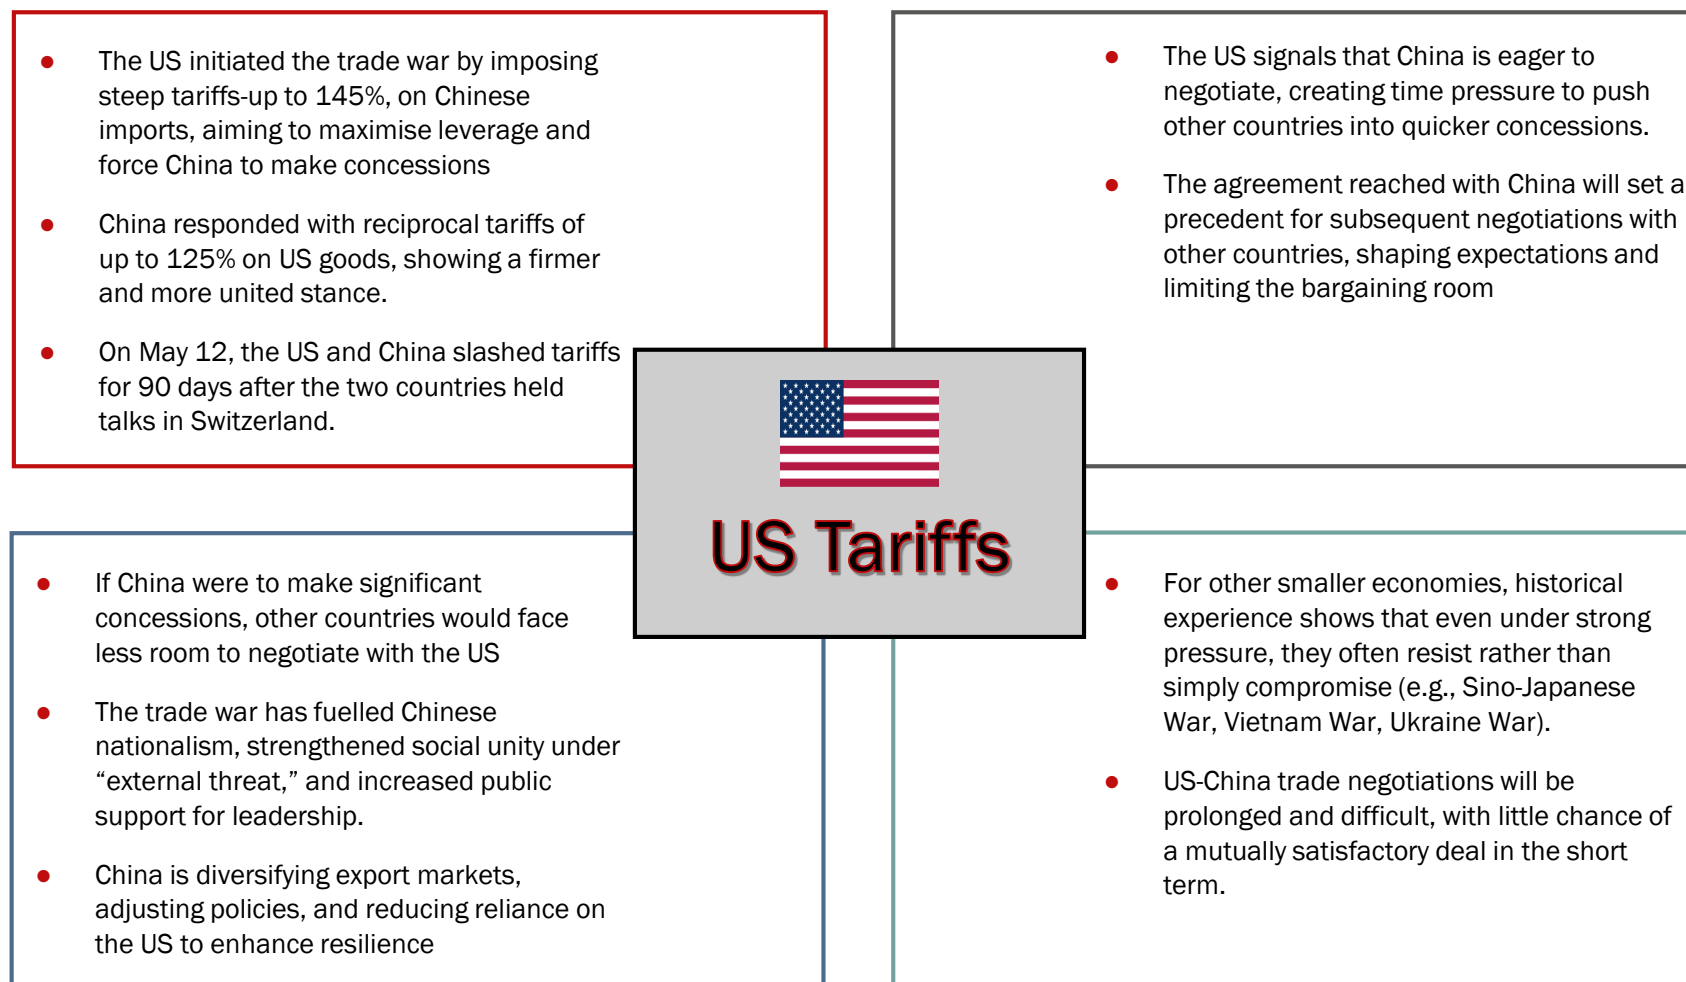 ● The US initiated the trade war by imposing
steep tariffs-up to 145%, on Chinese
imports, aiming to maximise leverage and
force China to make concessions
● China responded with reciprocal tariffs of
up to 125% on US goods, showing a firmer
and more united stance.
● On May 12, the US and China slashed tariffs
for 90 days after the two countries held
talks in Switzerland.
● The US signals that China is eager to
negotiate, creating time pressure to push
other countries into quicker concessions.
● The agreement reached with China will set a
precedent for subsequent negotiations with
other countries, shaping expectations and
limiting the bargaining room
US Tariffs
● If China were to make significant
concessions, other countries would face
less room to negotiate with the US
● The trade war has fuelled Chinese
nationalism, strengthened social unity under
“external threat,” and increased public
support for leadership.
● China is diversifying export markets,
adjusting policies, and reducing reliance on
the US to enhance resilience
● For other smaller economies, historical
experience shows that even under strong
pressure, they often resist rather than
simply compromise (e.g., Sino-Japanese
War, Vietnam War, Ukraine War).
● US-China trade negotiations will be
prolonged and difficult, with little chance of
a mutually satisfactory deal in the short
term.